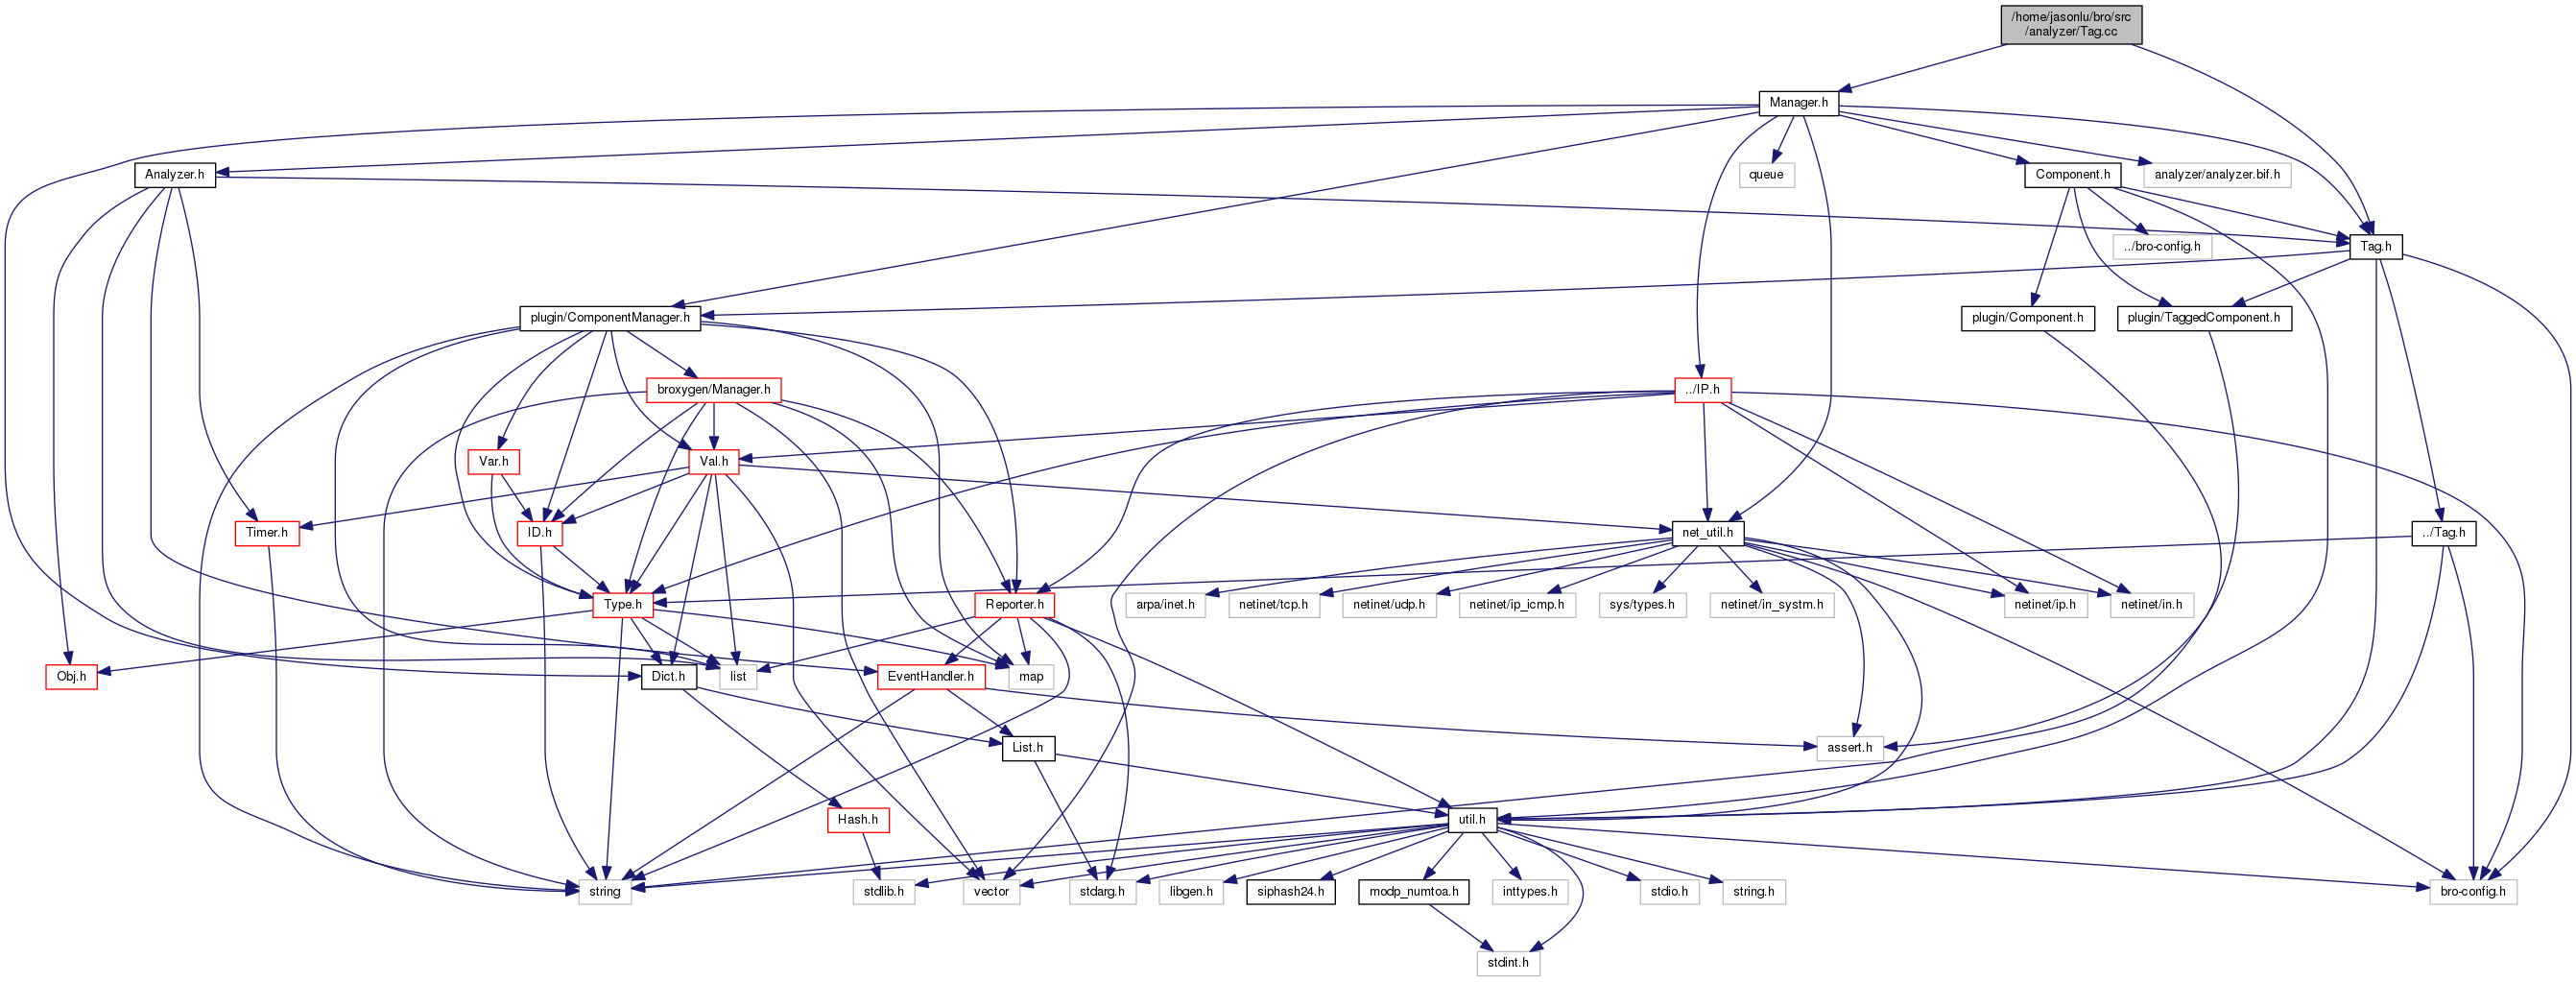 /home/jasonlu/bro/src
/analyzer/Tag.cc
Manager.h
Analyzer.h
queue
Component.h
analyzer/analyzer.bif.h
../bro-config.h
Tag.h
plugin/ComponentManager.h
plugin/Component.h
plugin/TaggedComponent.h
broxygen/Manager.h
../IP.h
Var.h
Val.h
Timer.h
ID.h
net_util.h
../Tag.h
Type.h
Reporter.h
arpa/inet.h
netinet/tcp.h
netinet/udp.h
netinet/ip_icmp.h
sys/types.h
netinet/in_systm.h
netinet/ip.h
netinet/in.h
Obj.h
Dict.h
list
EventHandler.h
map
List.h
assert.h
Hash.h
util.h
string
stdlib.h
vector
stdarg.h
libgen.h
siphash24.h
modp_numtoa.h
inttypes.h
stdio.h
string.h
bro-config.h
stdint.h